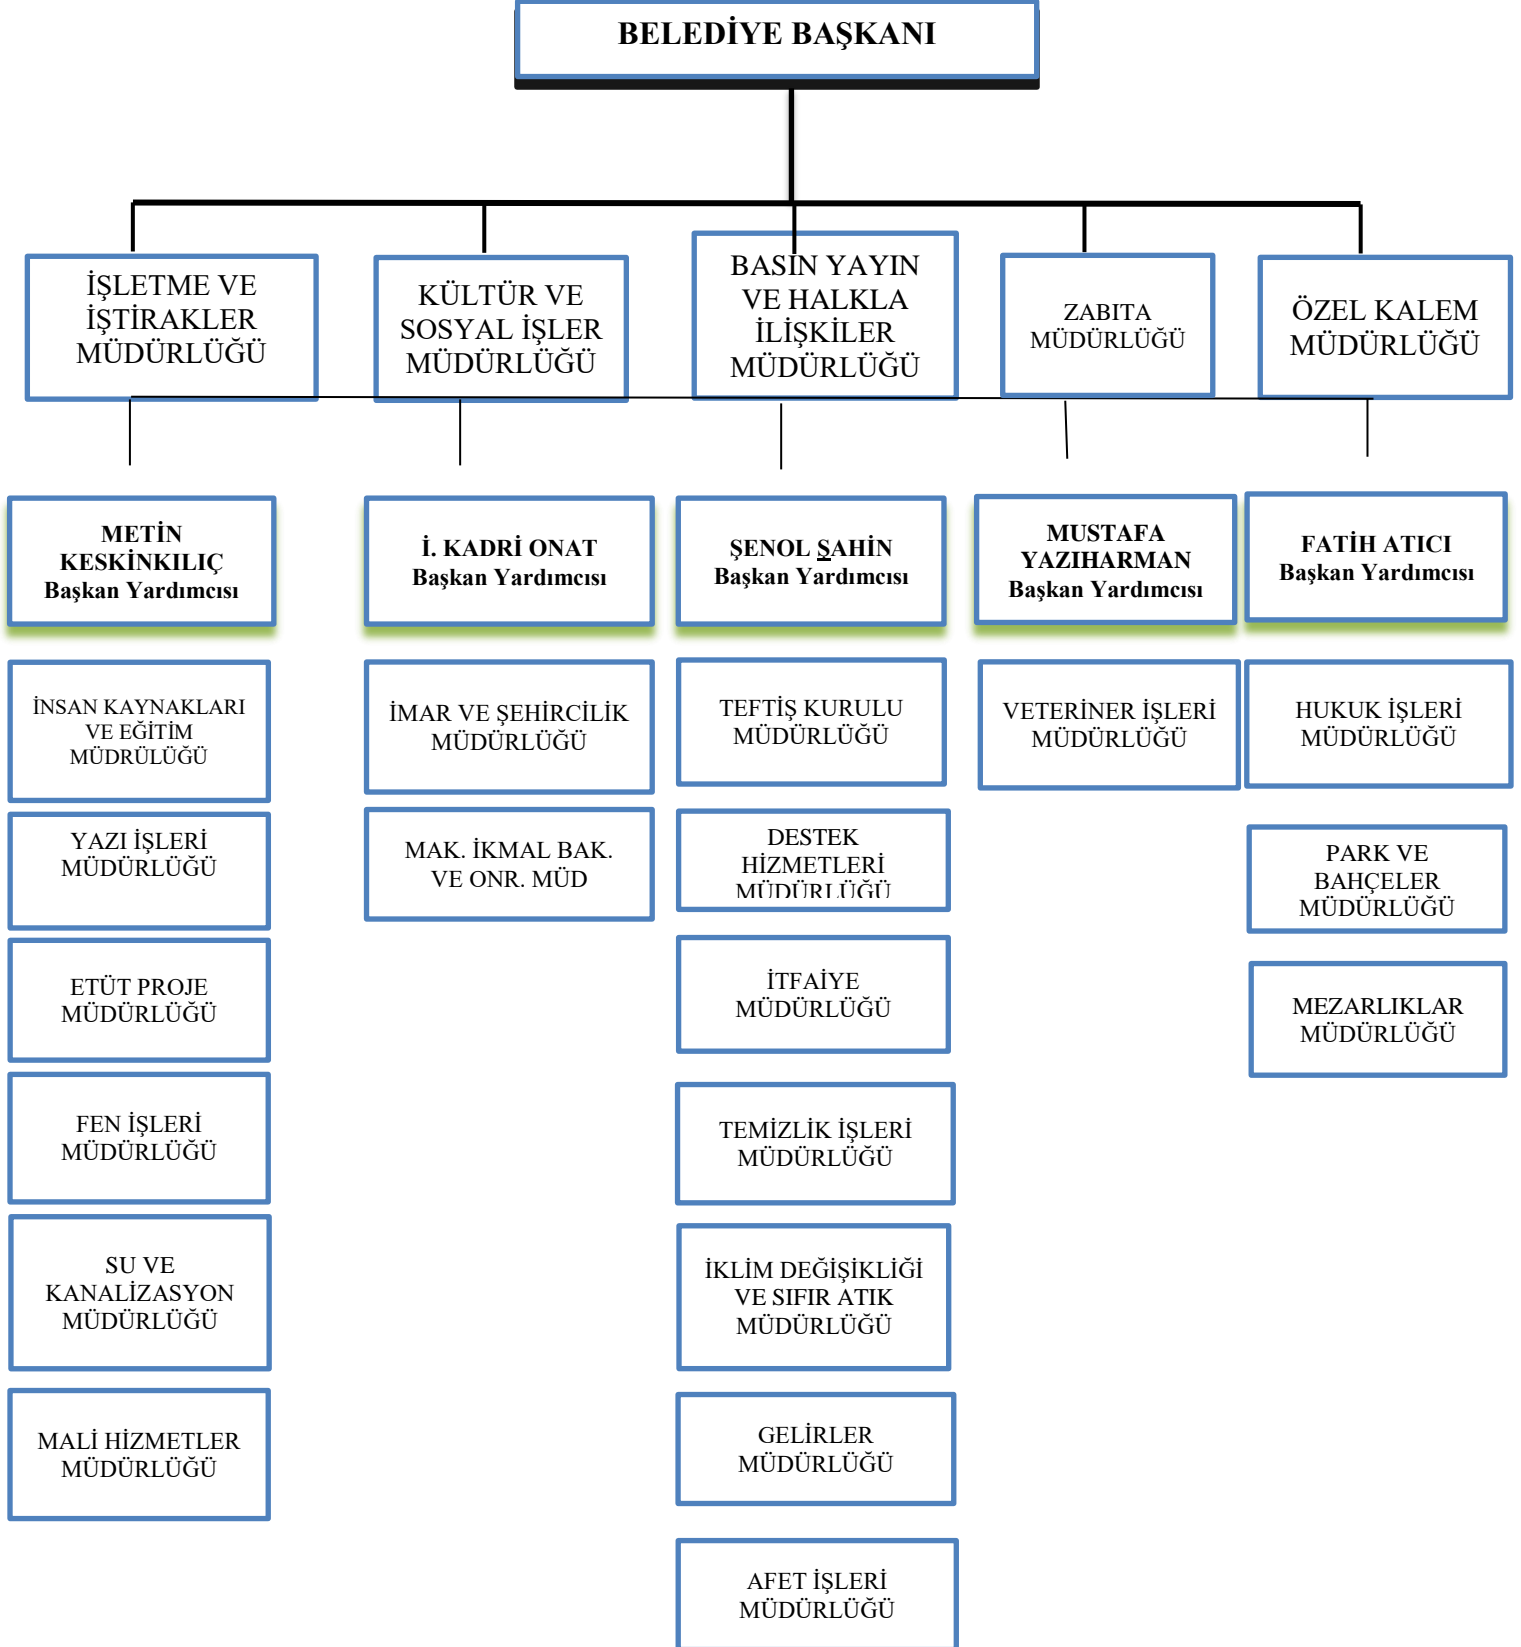 BELEDİYE BAŞKANI
İŞLETME VE
İŞTİRAKLER
MÜDÜRLÜĞÜ
KÜLTÜR VE
SOSYAL İŞLER
MÜDÜRLÜĞÜ
BASIN YAYIN
VE HALKLA
İLİŞKİLER
MÜDÜRLÜĞÜ
ZABITA
MÜDÜRLÜĞÜ
ÖZEL KALEM
MÜDÜRLÜĞÜ
METİN
KESKİNKILIÇ
Başkan Yardımcısı
İ. KADRİ ONAT
Başkan Yardımcısı
ŞENOL ŞAHİN
Başkan Yardımcısı
MUSTAFA
YAZIHARMAN
Başkan Yardımcısı
FATİH ATICI
Başkan Yardımcısı
İNSAN KAYNAKLARI
VE EĞİTİM
MÜDRÜLÜĞÜ
YAZI İŞLERİ
MÜDÜRLÜĞÜ
ETÜT PROJE
MÜDÜRLÜĞÜ
FEN İŞLERİ
MÜDÜRLÜĞÜ
SU VE
KANALİZASYON
MÜDÜRLÜĞÜ
MALİ HİZMETLER
MÜDÜRLÜĞÜ
İMAR VE ŞEHİRCİLİK
MÜDÜRLÜĞÜ
MAK. İKMAL BAK.
VE ONR. MÜD
TEFTİŞ KURULU
MÜDÜRLÜĞÜ
DESTEK
HİZMETLERİ
MÜDÜRLÜĞÜ
İTFAİYE
MÜDÜRLÜĞÜ
TEMİZLİK İŞLERİ
MÜDÜRLÜĞÜ
İKLİM DEĞİŞİKLİĞİ
VE SIFIR ATIK
MÜDÜRLÜĞÜ
GELİRLER
MÜDÜRLÜĞÜ
AFET İŞLERİ
MÜDÜRLÜĞÜ
VETERİNER İŞLERİ
MÜDÜRLÜĞÜ
HUKUK İŞLERİ
MÜDÜRLÜĞÜ
PARK VE
BAHÇELER
MÜDÜRLÜĞÜ
MEZARLIKLAR
MÜDÜRLÜĞÜ